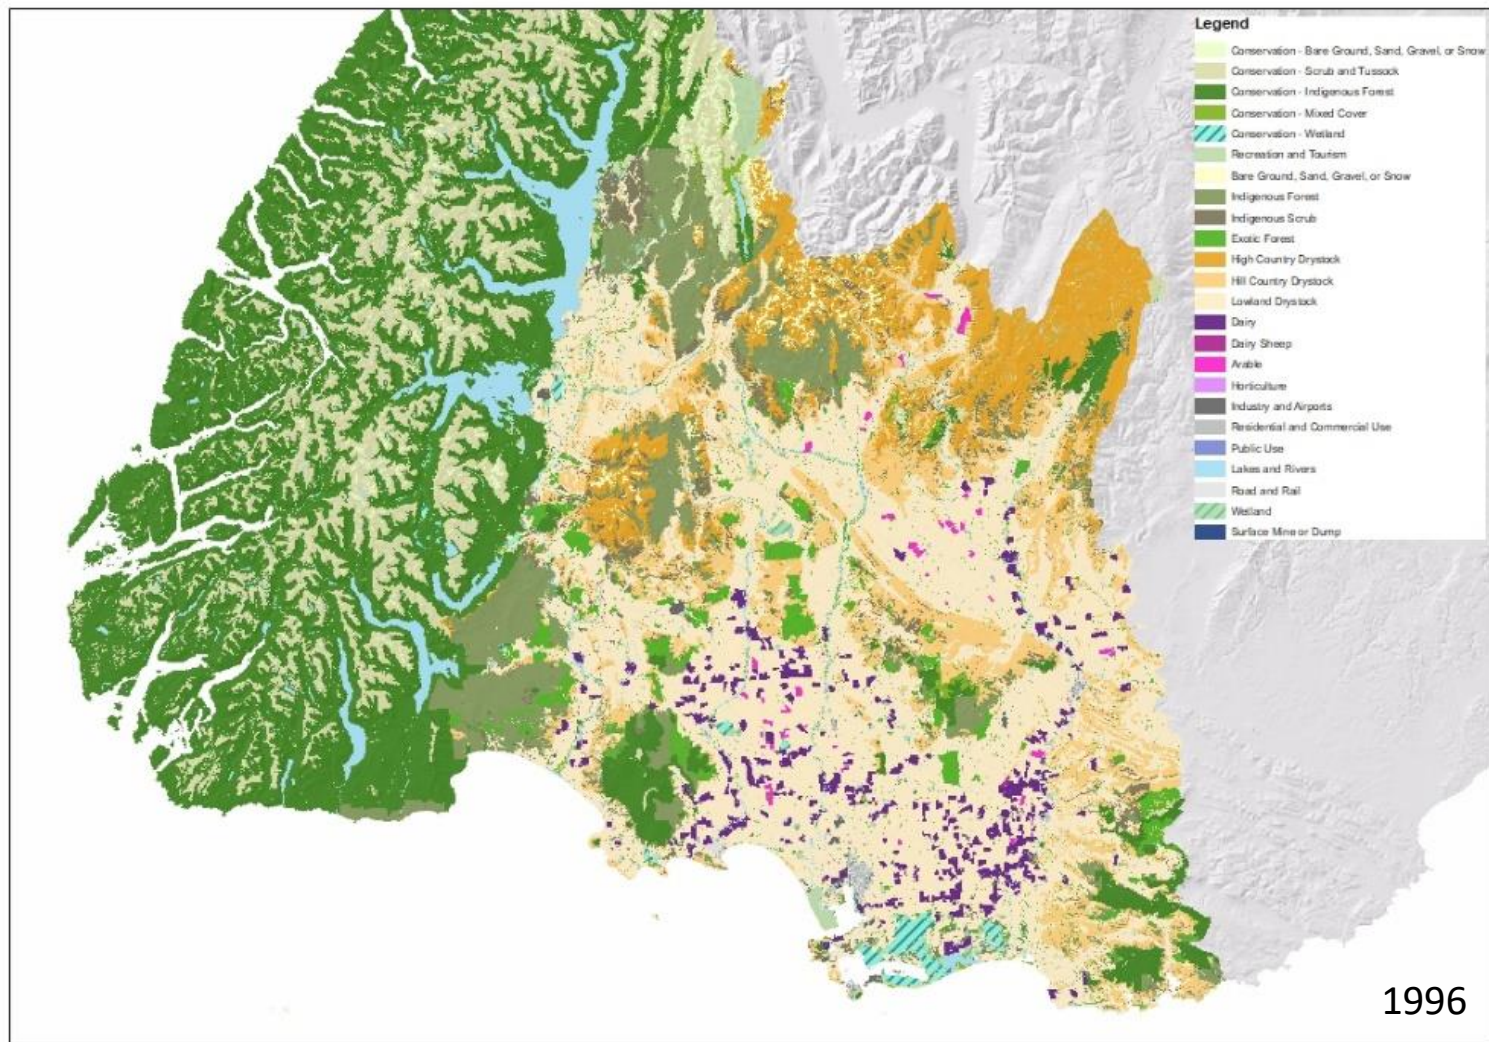 Legend
Conservation - Bare Ground, Sand, Gravel, or Snow
Conservation - Scrub and Tussock
Conservation - Indigenous Forest
Conservation - Mixed Cover
Conservation - Wetland
Recreation and Tourism
Bare Ground, Sand, Gravel, or Snow
Indigenous Forest
Indigenous Scrub
Exotic Forest
High Country Drystock
Hill Country Drystock
Lowland Drystock
Dairy
Dairy Sheep
Arable
Horticulture
Industry and Airports
Residential and Commercial Use
Public Use
Lakes and Rivers
Road and Rail
Wetland
Surface Mine or Dump
1996